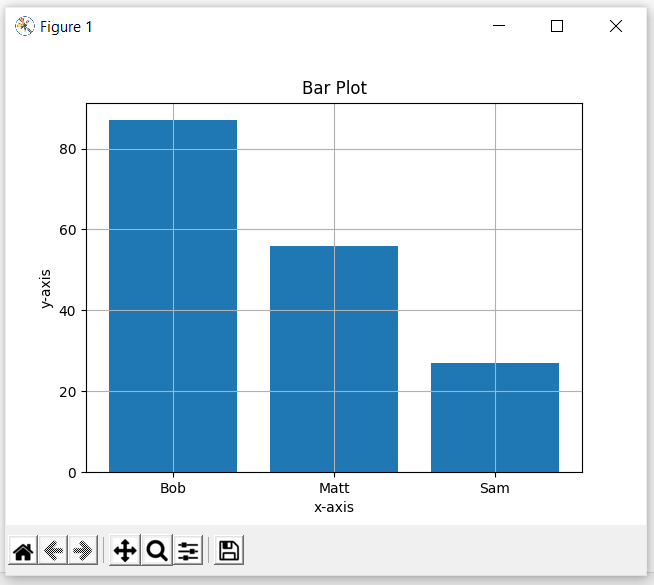 Figure 1
Bar Plot
80
60
40
20
0
y-axis
Bob Matt Sam
x-axis